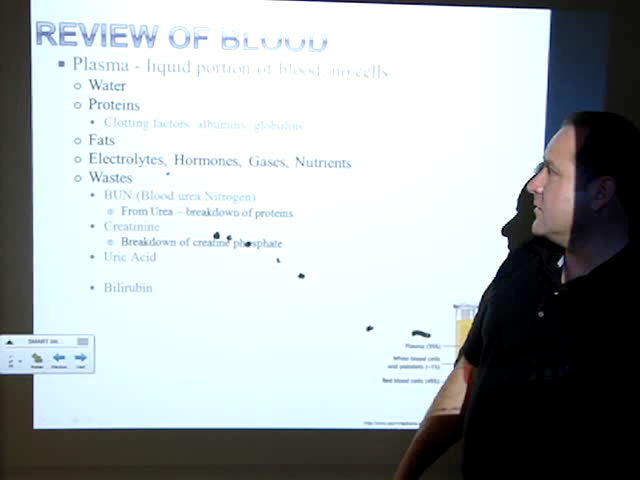 REVIEW OF BLOOD
Plasma - liquid portion of blood, no cells
Water
Proteins
Clotting factors, albumins, globulins
Fats
Electrolytes, Hormones, Gases, Nutrients
Wastes
BUN (Blood urea Nitrogen)
From Urea – breakdown of proteins
Creatinine
Breakdown of creatine phosphate
Uric Acid
Bilirubin
SMART
Plasma (55%)
White blood cells
and platelets (~1%)
Red blood cells (45%)